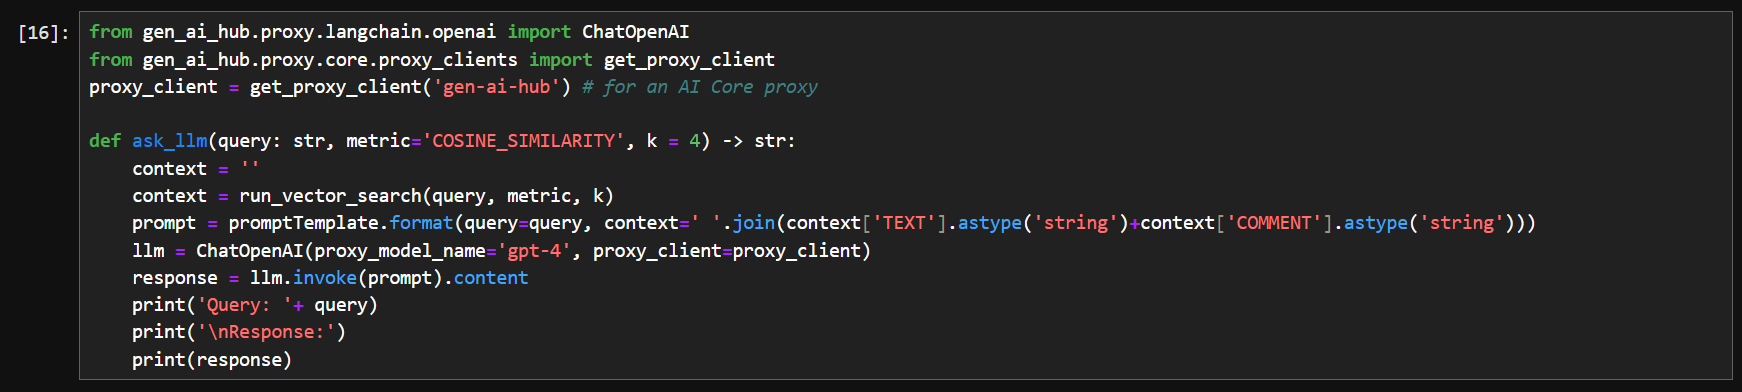 [16]: from gen_ai_hub.proxy.langchain.openai import ChatOpenAI
from gen_ai_hub.proxy.core.proxy_clients import get_proxy_client
proxy_client = get_proxy_client('gen-ai-hub') # for an AI Core proxy

def ask_llm(query: str, metric='COSINE_SIMILARITY', k = 4) -> str:
    context = ''
    context = run_vector_search(query, metric, k)
    prompt = promptTemplate.format(query=query, context=' '.join(context['TEXT'].astype('string')+context['COMMENT'].astype('string')))
    llm = ChatOpenAI(proxy_model_name='gpt-4', proxy_client=proxy_client)
    response = llm.invoke(prompt).content
    print('Query: '+ query)
    print('\nResponse:')
    print(response)